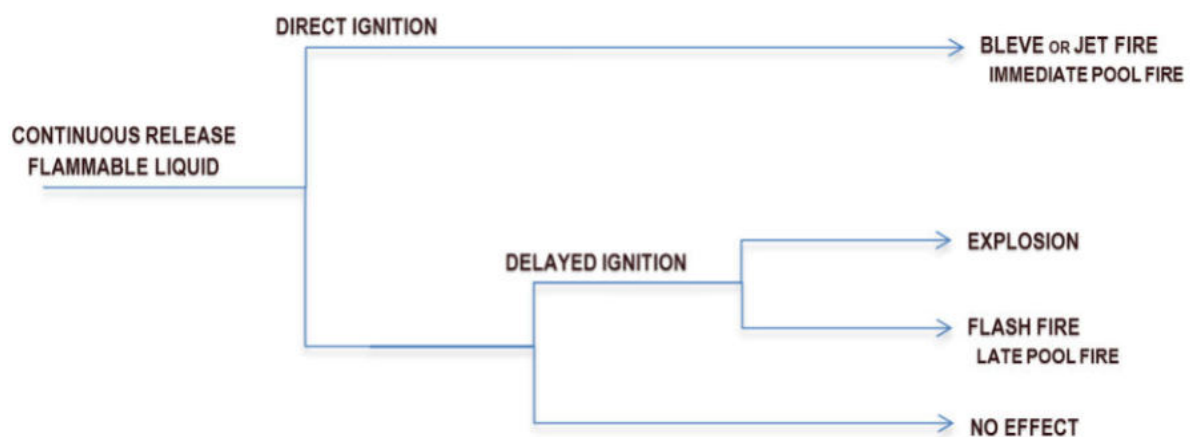 DIRECT IGNITION
BLEVE OR JET FIRE
IMMEDIATE POOL FIRE
CONTINUOUS RELEASE
FLAMMABLE LIQUID
EXPLOSION
DELAYED IGNITION
FLASH FIRE
LATE POOL FIRE
NO EFFECT